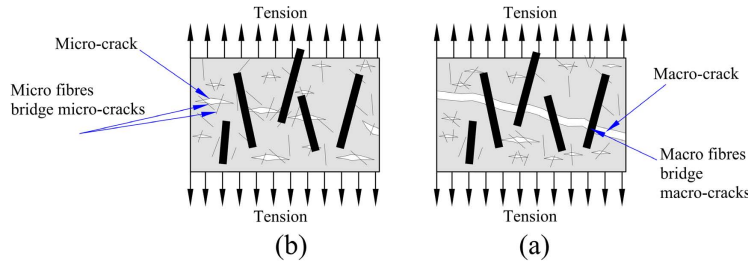 Tension
Micro-crack
Micro fibres
bridge micro-cracks
Tension
(b)
Tension
Macro-crack
Macro fibres
bridge
macro-cracks
Tension
(a)